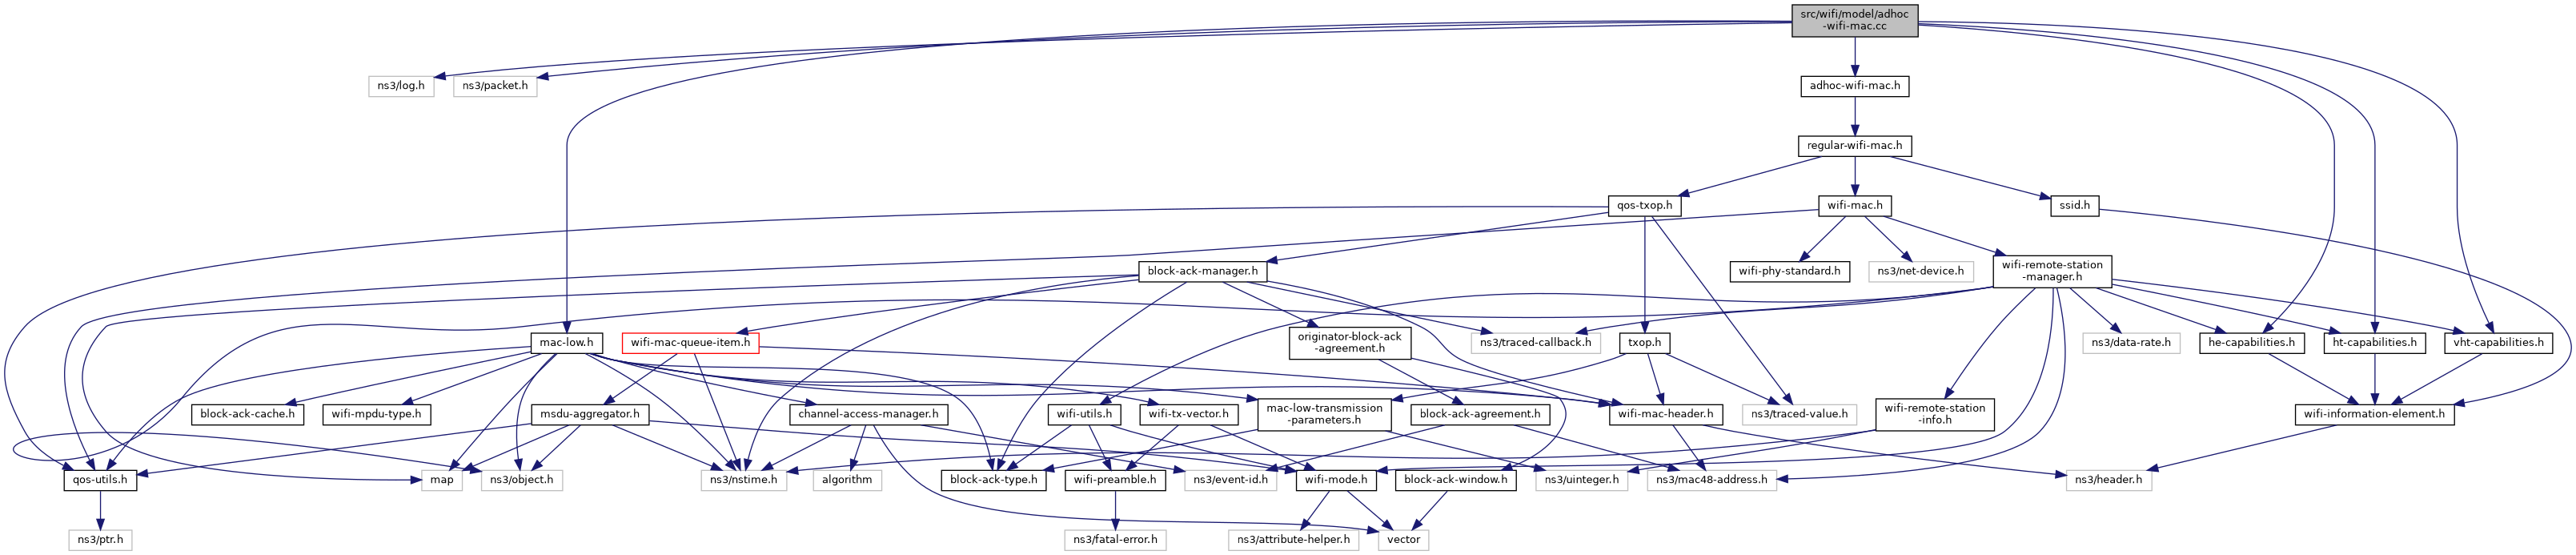 src/wifi/model/adhoc
-wifi-mac.cc
ns3/log.h
ns3/packet.h
adhoc-wifi-mac.h
regular-wifi-mac.h
qos-txop.h
wifi-mac.h
ssid.h
block-ack-manager.h
wifi-phy-standard.h
ns3/net-device.h
wifi-remote-station
-manager.h
mac-low.h
wifi-mac-queue-item.h
originator-block-ack
-agreement.h
ns3/traced-callback.h
txop.h
ns3/data-rate.h
he-capabilities.h
ht-capabilities.h
vht-capabilities.h
block-ack-cache.h
wifi-mpdu-type.h
msdu-aggregator.h
channel-access-manager.h
wifi-utils.h
wifi-tx-vector.h
mac-low-transmission
-parameters.h
block-ack-agreement.h
wifi-mac-header.h
ns3/traced-value.h
wifi-remote-station
-info.h
wifi-information-element.h
qos-utils.h
map
ns3/object.h
ns3/nstime.h
algorithm
block-ack-type.h
wifi-preamble.h
ns3/event-id.h
wifi-mode.h
block-ack-window.h
ns3/uinteger.h
ns3/mac48-address.h
ns3/header.h
ns3/ptr.h
ns3/fatal-error.h
ns3/attribute-helper.h
vector